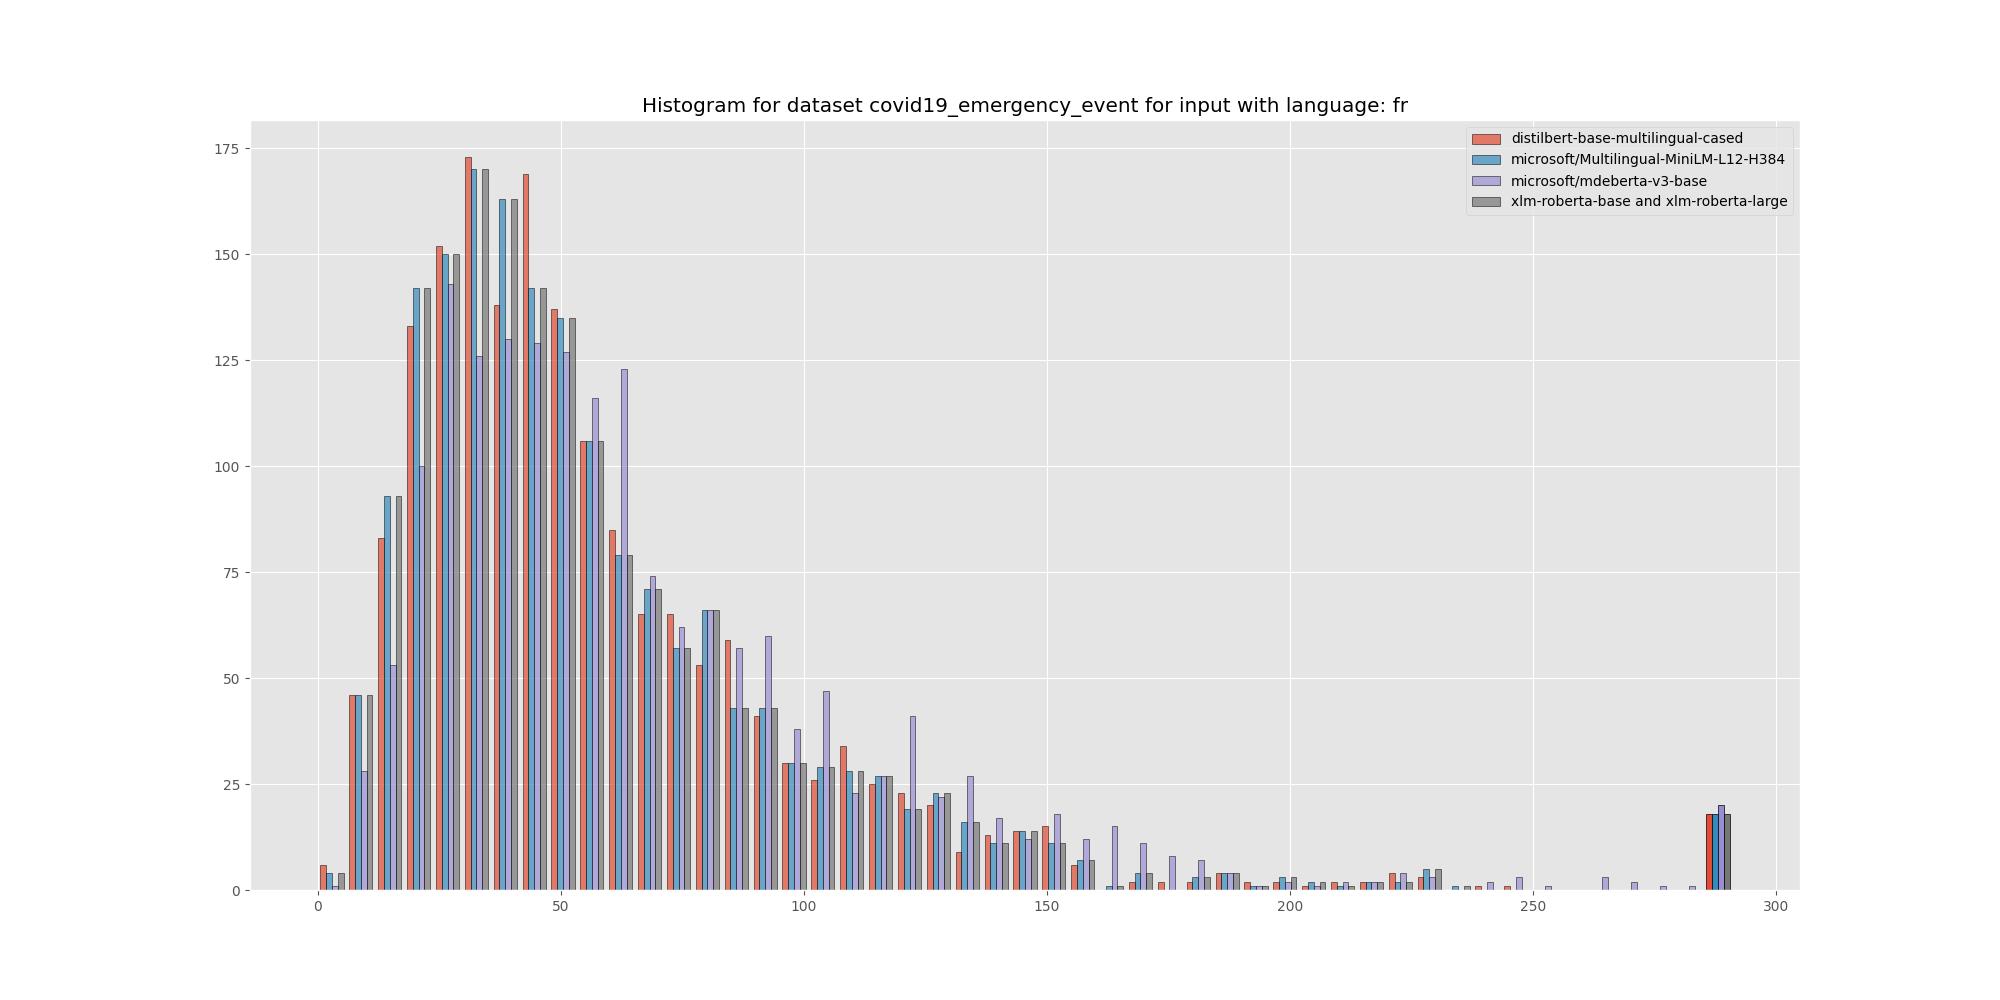 Histogram for dataset covid19_emergency_event for input with language: fr
distilbert-base-multilingual-cased
microsoft/Multilingual-MiniLM-L12-H384
microsoft/mdeberta-v3-base
xlm-roberta-base and xlm-roberta-large
175
150
125
100
75
50
25
0
0 50 100 150 200 250 300